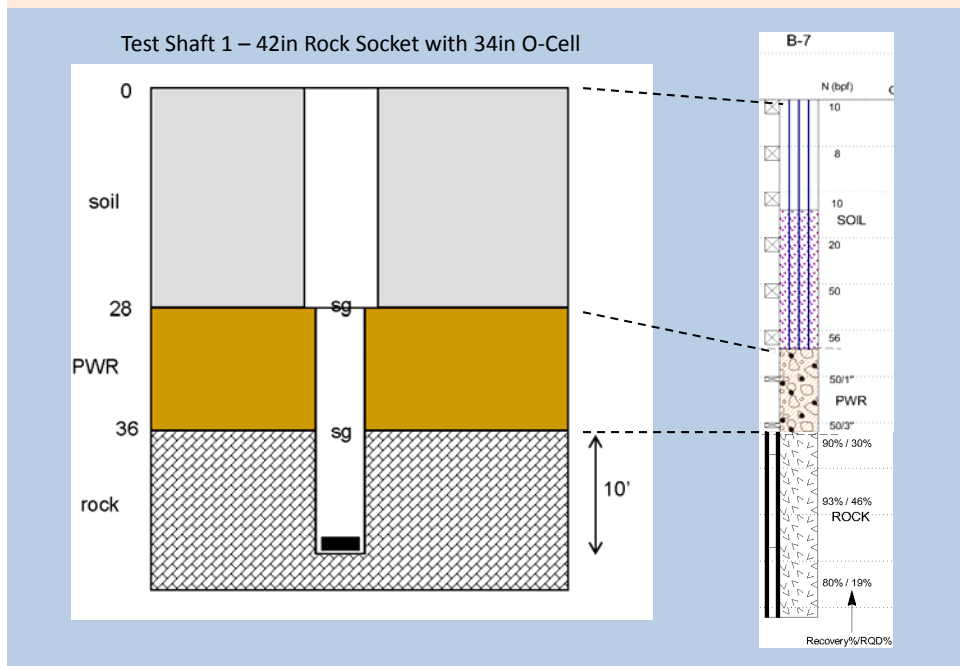 Test Shaft 1 – 42in Rock Socket with 34in O-Cell
0
soil
28
sg
PWR
36
sg
rock
10'
B-7
N (bpf)
10
8
10
SOIL
20
50
56
50/1"
PWR
50/3"
90% / 30%
93% / 46%
ROCK
80% / 19%
Recovery%/RQD%